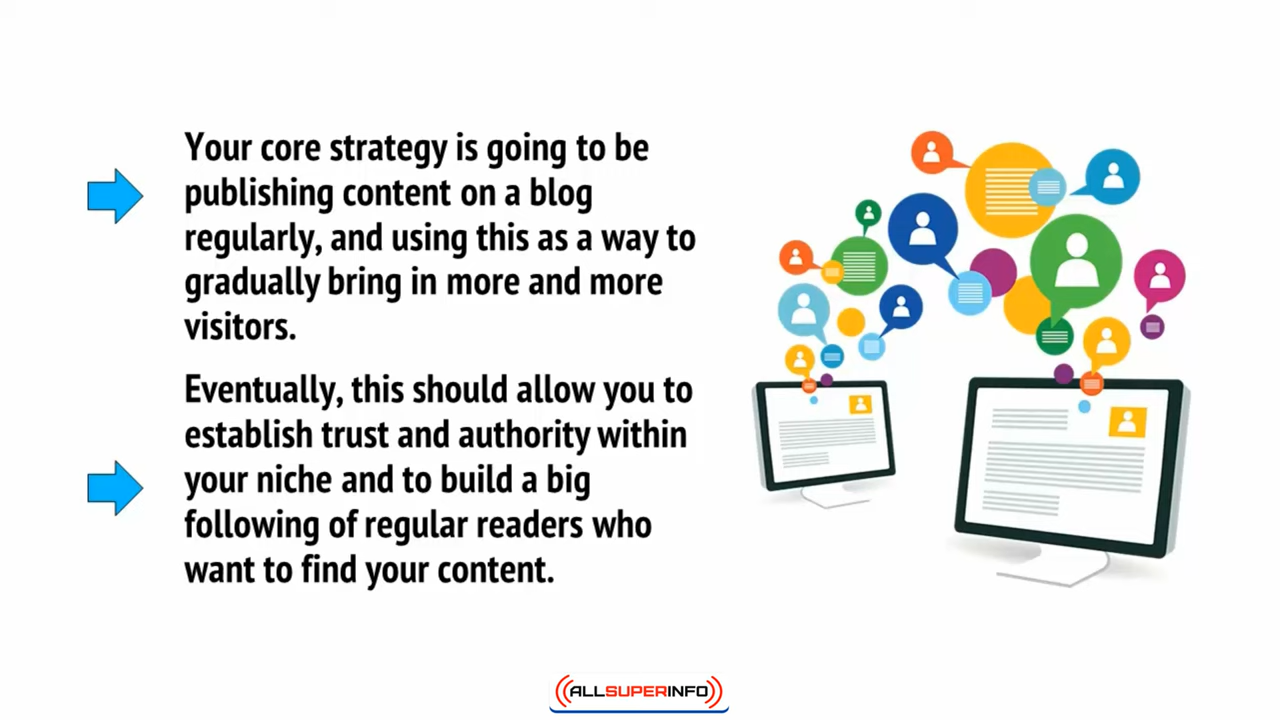 Your core strategy is going to be
publishing content on a blog
regularly, and using this as a way to
gradually bring in more and more
visitors.
Eventually, this should allow you to
establish trust and authority within
your niche and to build a big
following of regular readers who
want to find your content.
ALLSUPERINFO